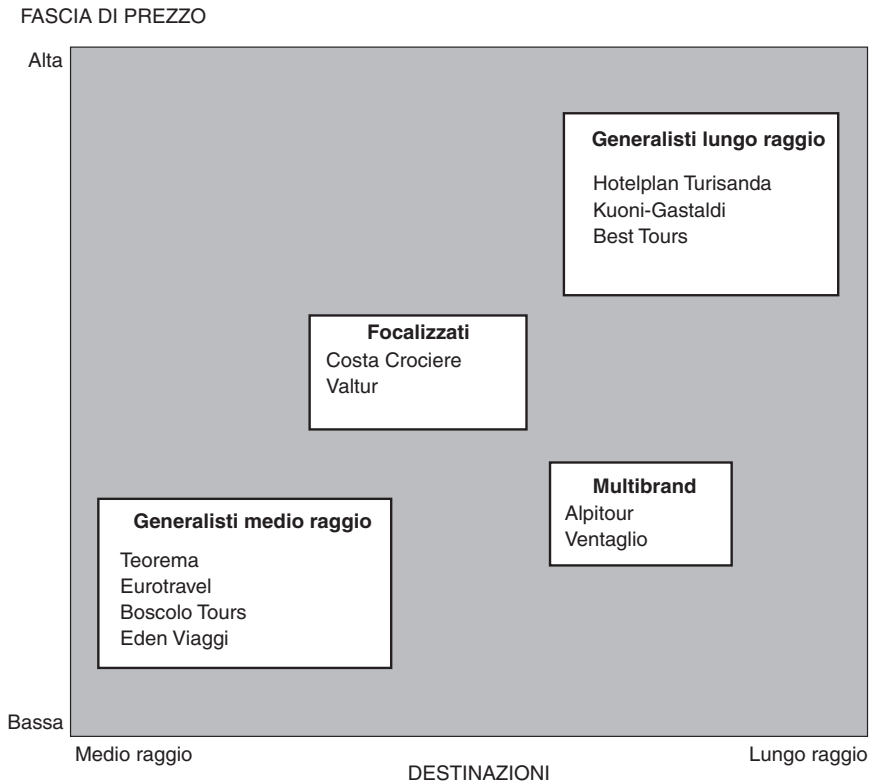 FASCIA DI PREZZO
Alta
Generalisti lungo raggio
Hotelplan Turisanda
Kuoni-Gastaldi
Best Tours
Focalizzati
Costa Crociere
Valtur
Multibrand
Alpitour
Ventaglio
Generalisti medio raggio
Teorema
Eurotravel
Boscolo Tours
Eden Viaggi
Bassa
Medio raggio
Lungo raggio
DESTINAZIONI